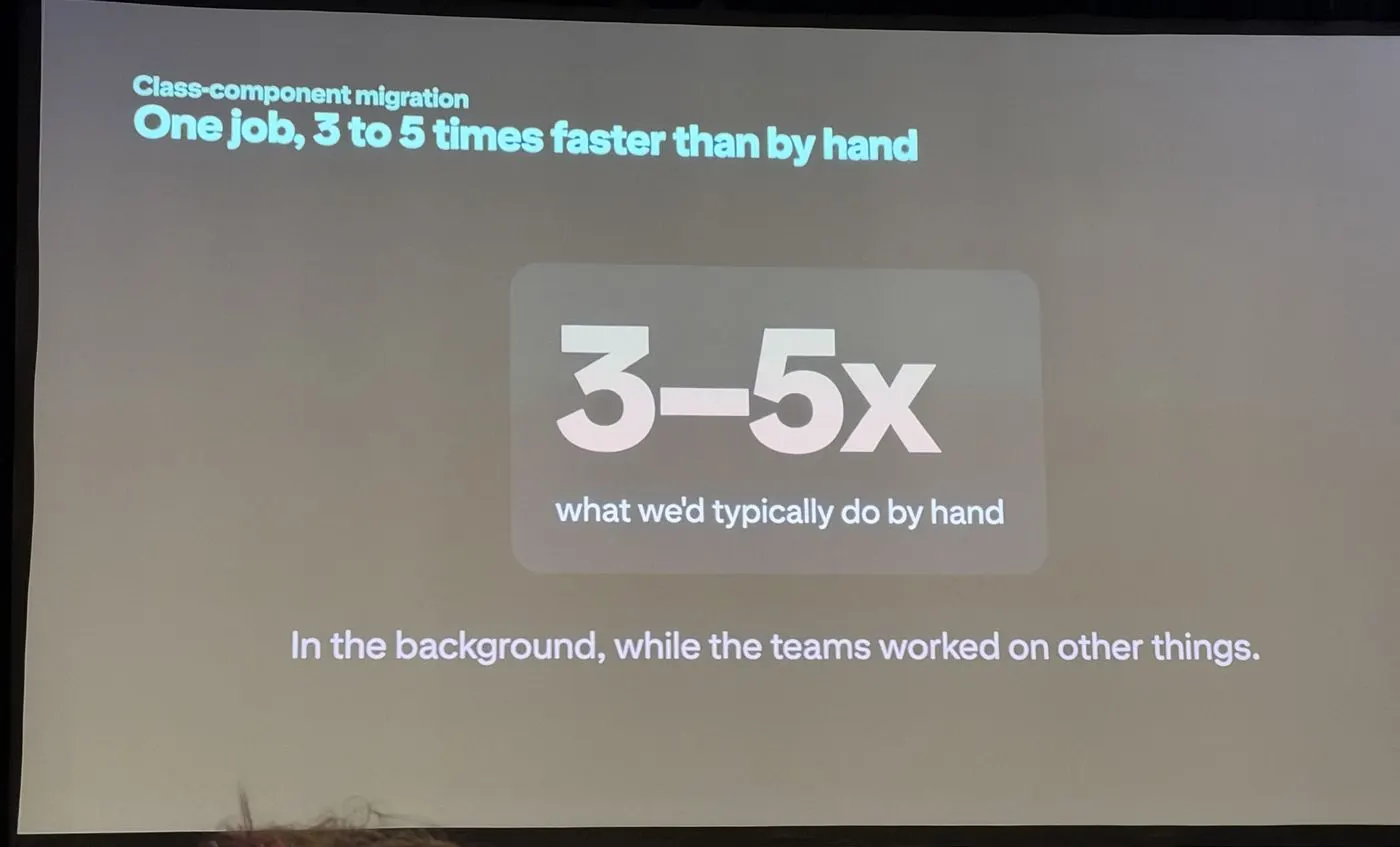 Class-component migration
One job, 3 to 5 times faster than by hand
3–5x
what we'd typically do by hand
In the background, while the teams worked on other things.